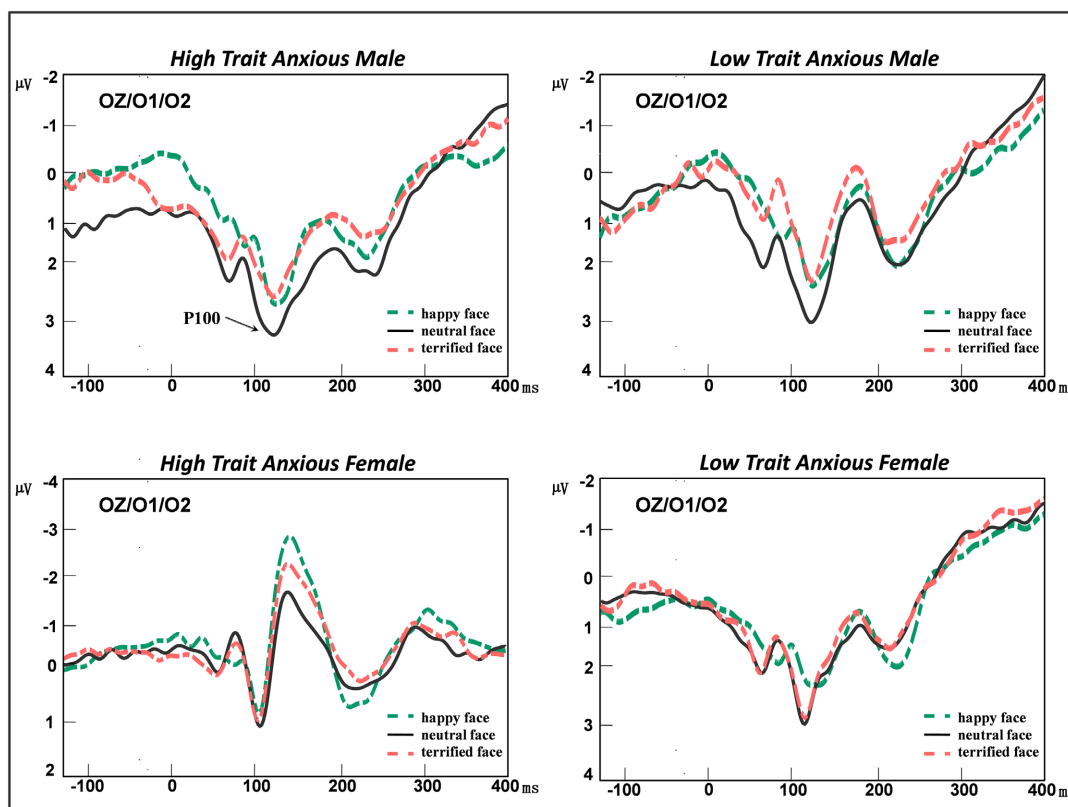 High Trait Anxious Male
μV
-2
-1
0
1
2
3
4
OZ/O1/O2
P100
happy face
neutral face
terrified face
-100 0 100 200 300 400 ms
Low Trait Anxious Male
μV
-2
-1
0
1
2
3
4
OZ/O1/O2
happy face
neutral face
terrified face
-100 0 100 200 300 400 m
High Trait Anxious Female
μV
-4
-3
-2
-1
0
1
2
OZ/O1/O2
happy face
neutral face
terrified face
-100 0 100 200 300 400 ms
Low Trait Anxious Female
μV
-2
-1
0
1
2
3
4
OZ/O1/O2
happy face
neutral face
terrified face
-100 0 100 200 300 400 m